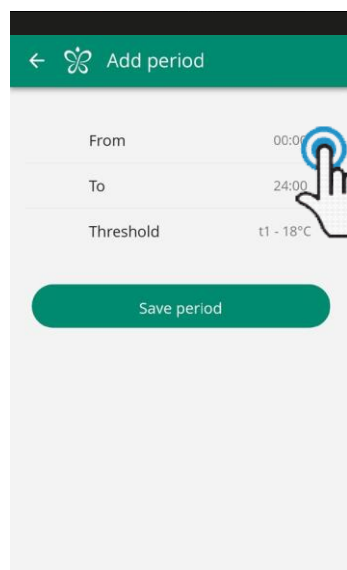 Add period
From 00:00
To 24:00
Threshold t1 - 18°C
Save period